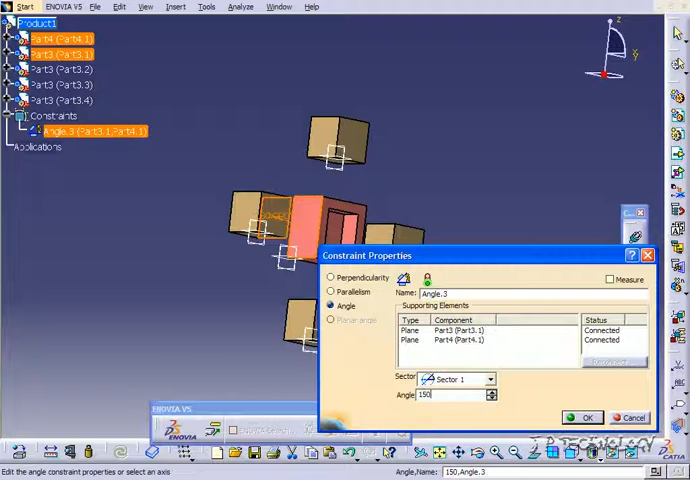 Start ENOVIA V5 File Edit View Insert Tools Analyze Window Help
Product1
Part4 (Part4.1)
Part3 (Part3.1)
Part3 (Part3.2)
Part3 (Part3.3)
Part3 (Part3.4)
Constraints
Angle.3 (Part3.1,Part4.1)
Applications
z
Constraint Properties
Perpendicularity
Parallelism
Angle
Planar angle
Measure
Name: Angle.3
Supporting Elements
Type Component Status
Plane Part3 (Part3.1) Connected
Plane Part4 (Part4.1) Connected
Reconnect...
Sector Sector 1
Angle 150
OK Cancel
ENOVIA V5
ENOVIA
CATIA
Edit the angle constraint properties or select an axis
Angle,Name: 150,Angle.3